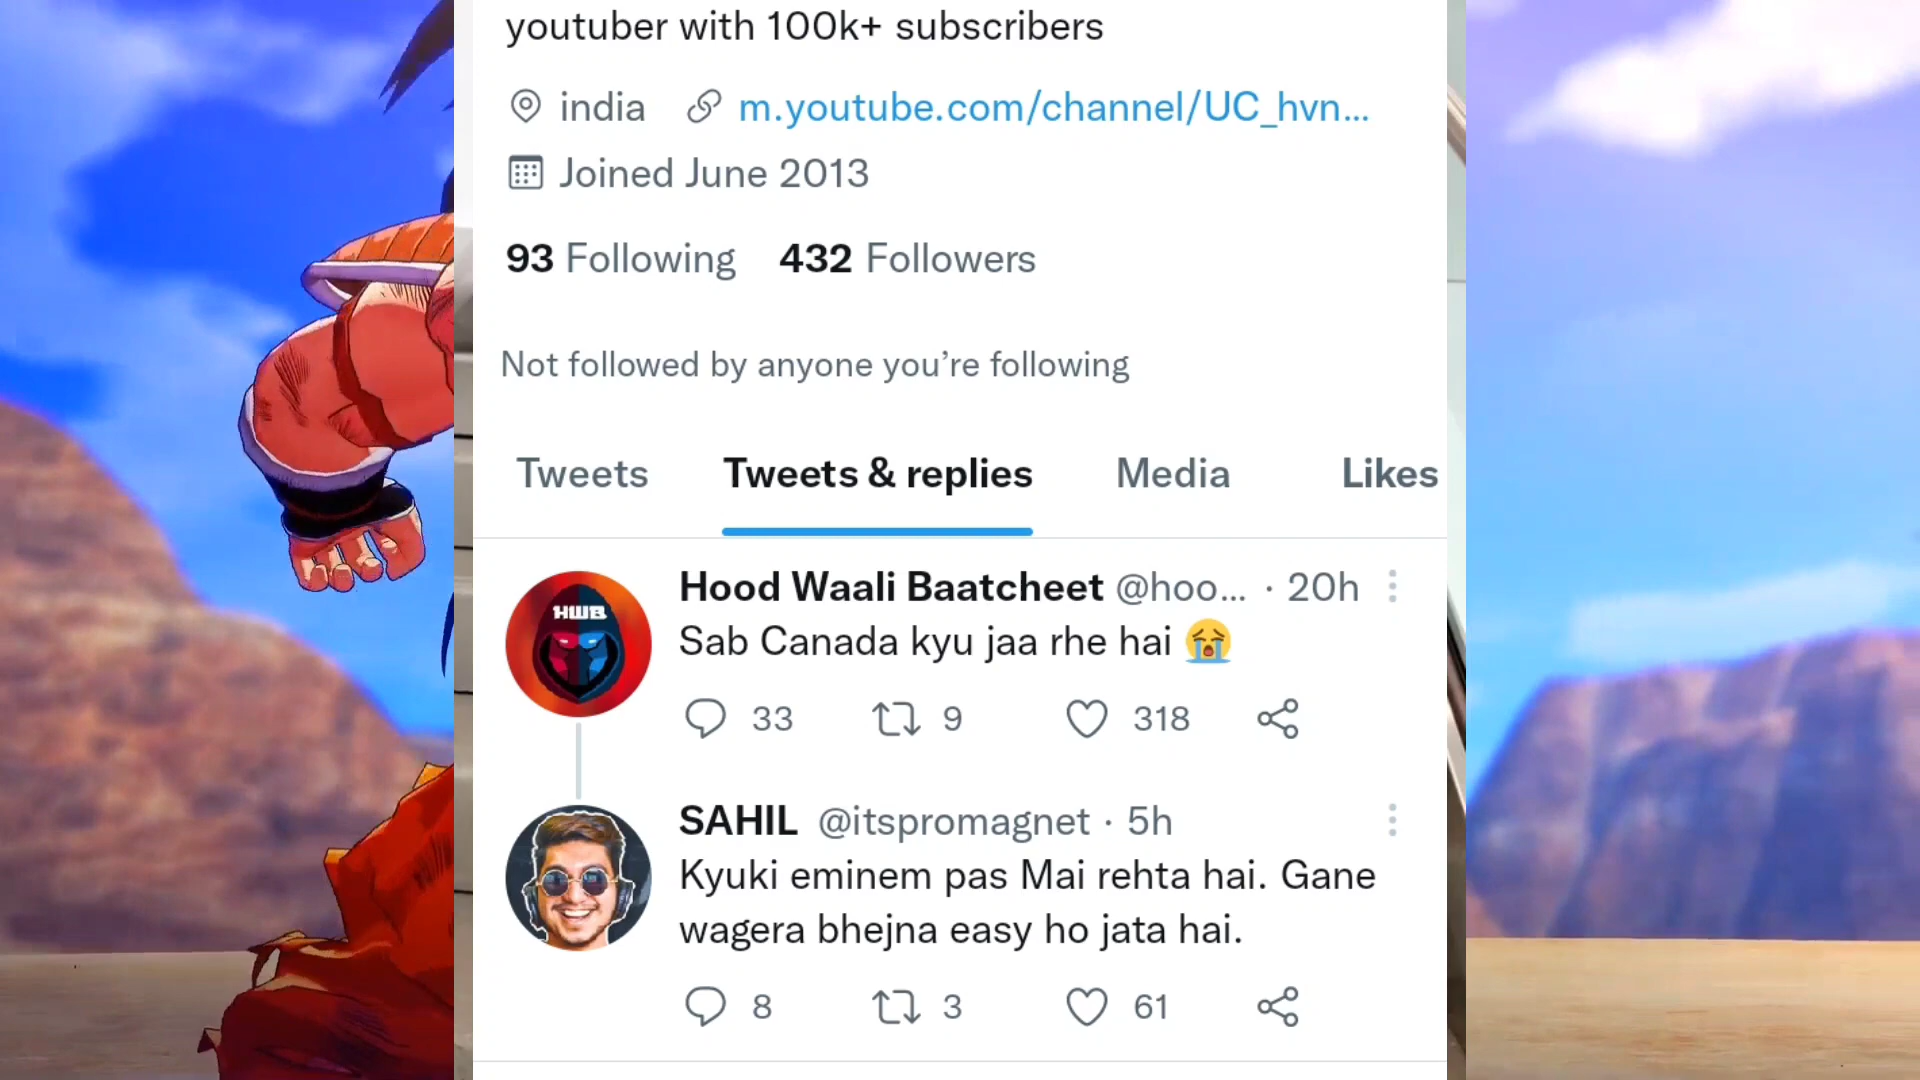 youtuber with 100k+ subscribers
india m.youtube.com/channel/UC_hvn...
Joined June 2013
93 Following 432 Followers
Not followed by anyone you’re following
Tweets Tweets & replies Media Likes
Hood Waali Baatcheet @hoo... · 20h
HWB
Sab Canada kyu jaa rhe hai 😭
33 9 318
SAHIL @itspromagnet · 5h
Kyuki eminem pas Mai rehta hai. Gane
wagera bhejna easy ho jata hai.
8 3 61